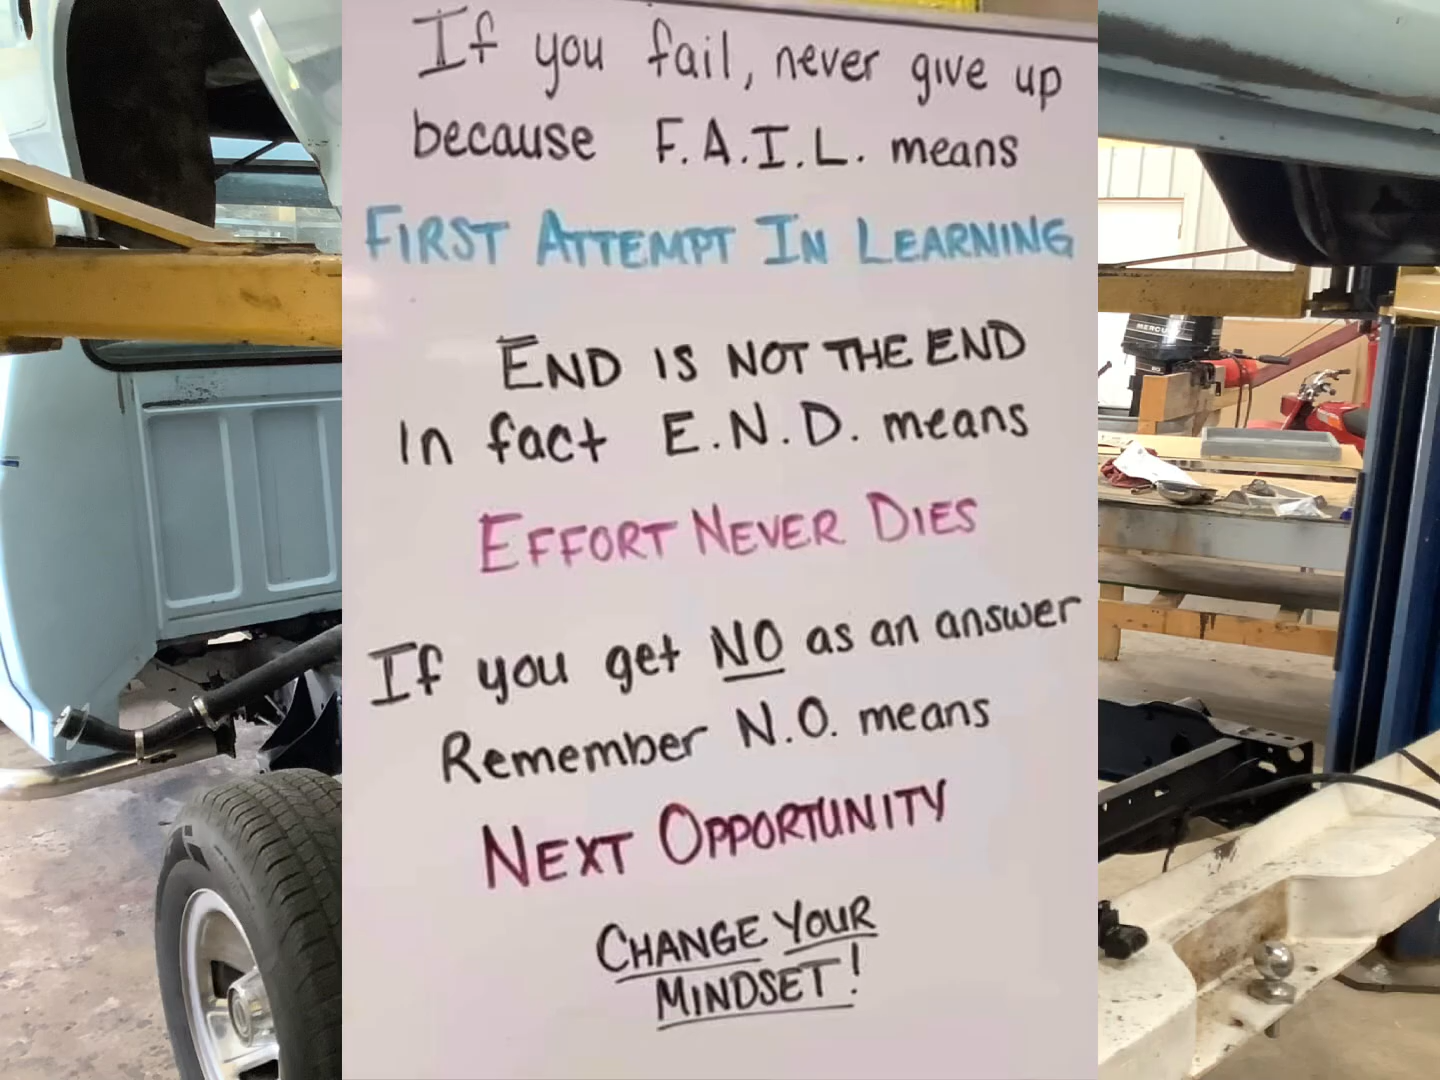 If you fail, never give up
because F.A.I.L. means
FIRST ATTEMPT IN LEARNING
END IS NOT THE END
In fact E.N.D. means
EFFORT NEVER DIES
If you get NO as an answer
Remember N.O. means
NEXT OPPORTUNITY
CHANGE YOUR
MINDSET!
MERCURY